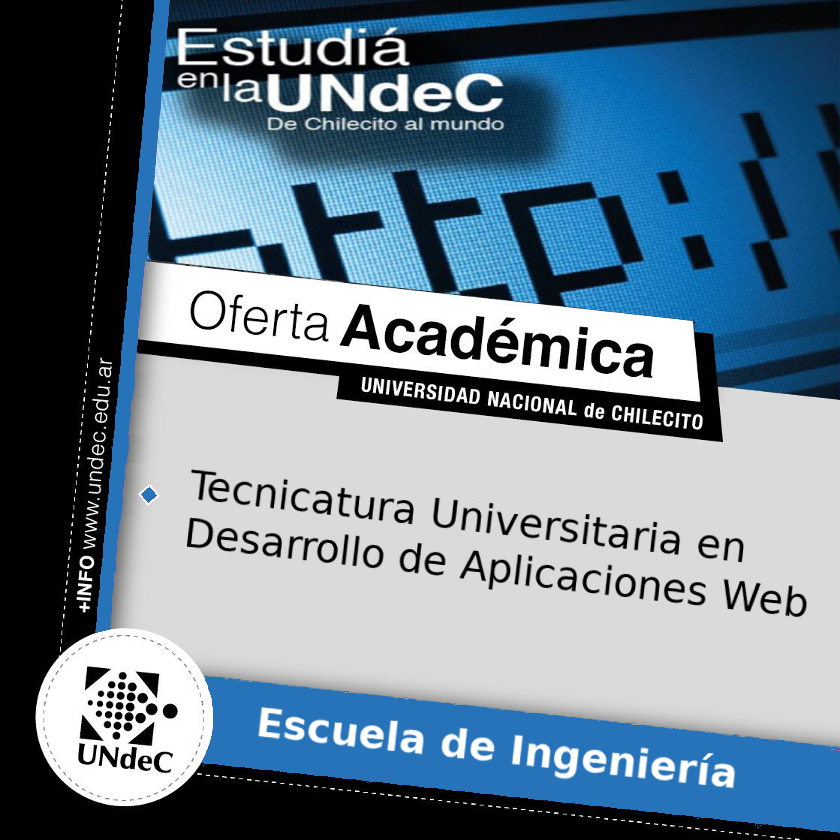 Estudiá
en la UNdeC
De Chilecito al mundo
http:/
Oferta Académica
UNIVERSIDAD NACIONAL de CHILECITO
+INFO www.undec.edu.ar
Tecnicatura Universitaria en
Desarrollo de Aplicaciones Web
UNdeC
Escuela de Ingeniería